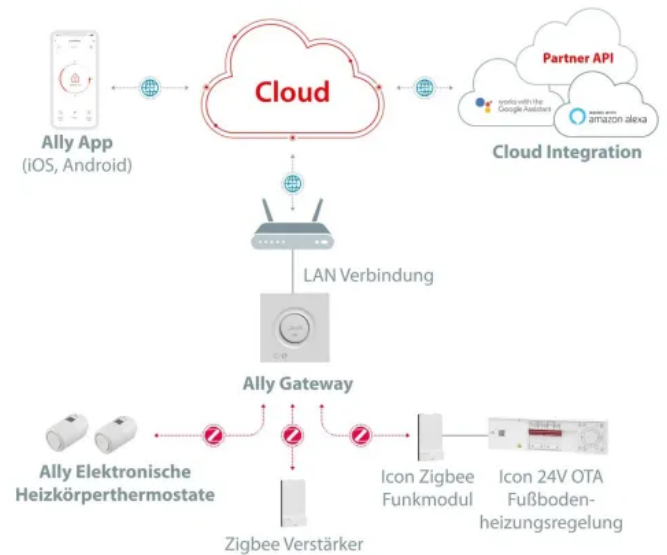 Cloud
Partner API
works with the
Google Assistant
amazon alexa
Ally App
(iOS, Android)
Cloud Integration
LAN Verbindung
Ally Gateway
Ally Elektronische
Heizkörperthermostate
Icon Zigbee
Funkmodul
Icon 24V OTA
Fußboden-
heizungsregelung
Zigbee Verstärker